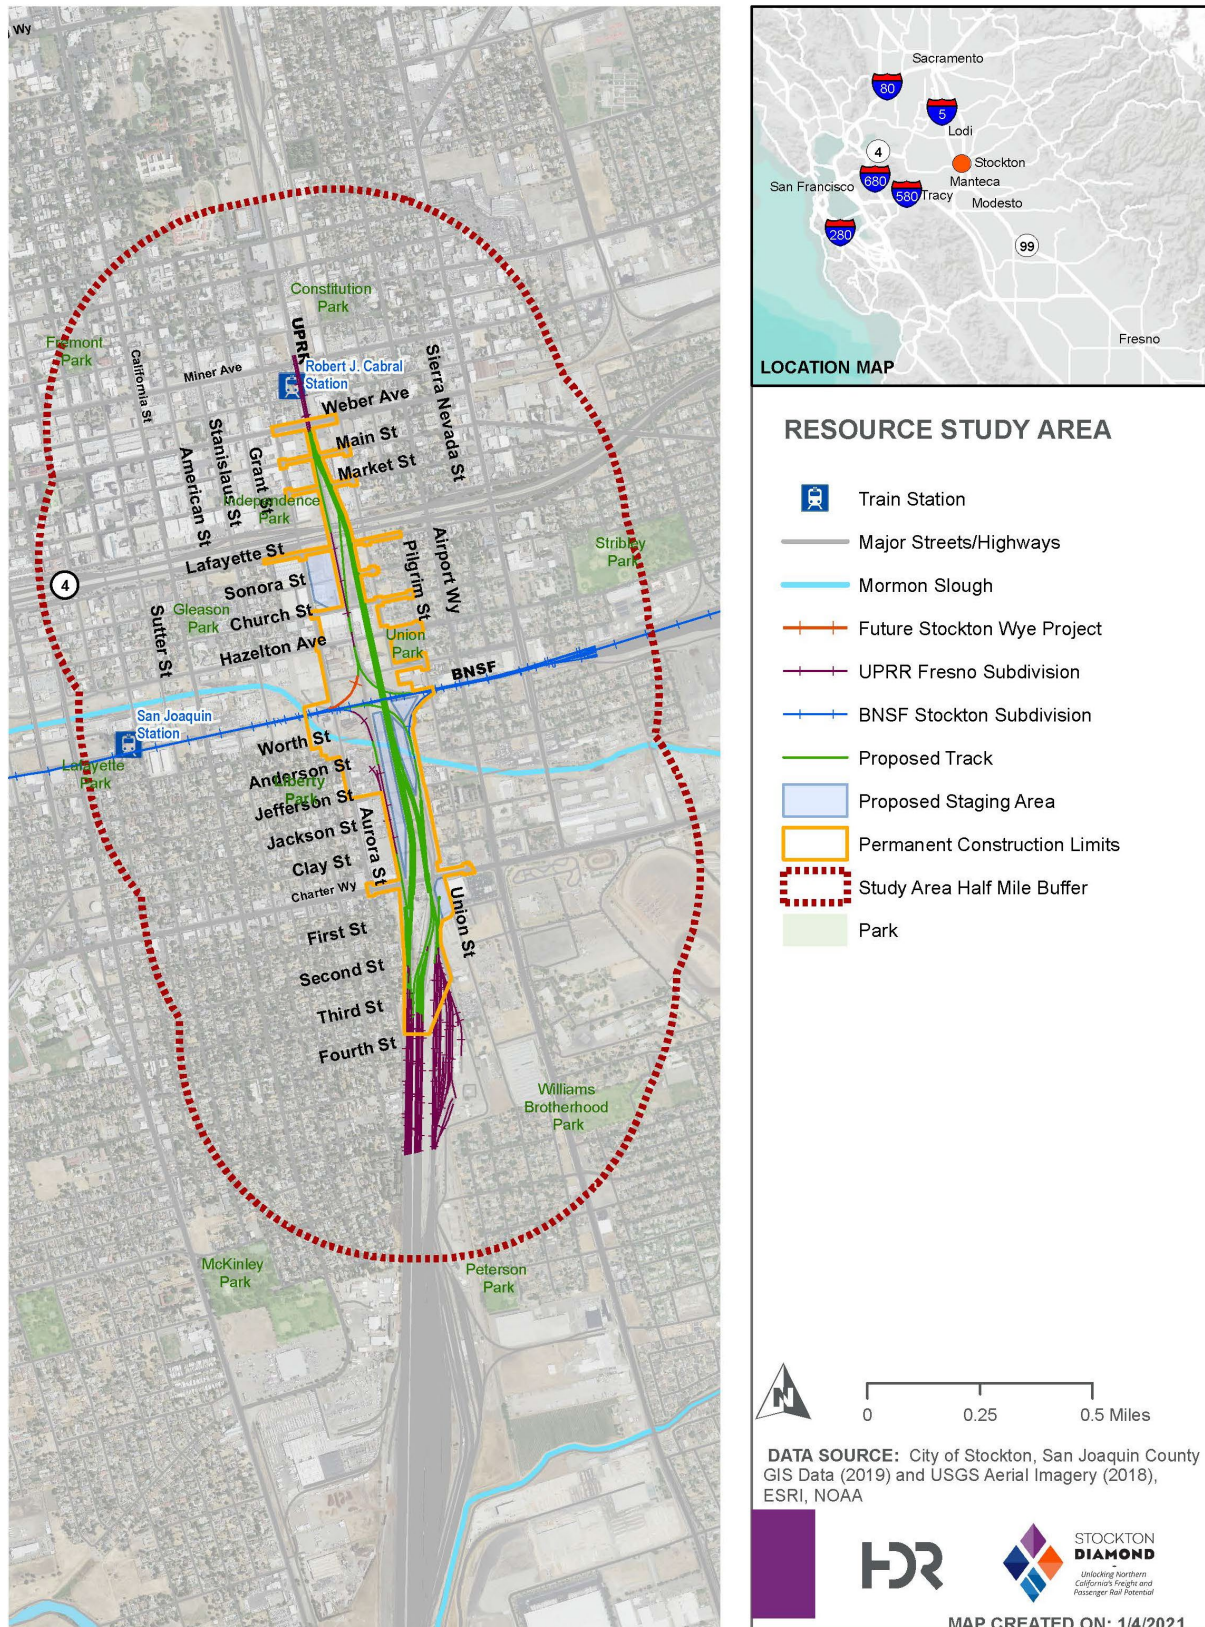 Wy
Constitution
Park
Fremont
Park
UPRR
California St
Miner Ave
Robert J. Cabral
Station
Sierra Nevada St
Weber Ave
Main St
Market St
Stanislaus St
American St
Grant St
Independence
Park
Lafayette St
Airport Wy
Pilgrim St
Stribley
Park
4
Sonora St
Gleason
Park
Sutter St
Church St
Hazelton Ave
Union
Park
BNSF
San Joaquin
Station
Lafayette
Park
Worth St
Anderson St
Liberty
Park
Jefferson St
Jackson St
Aurora St
Clay St
Charter Wy
Union St
First St
Second St
Third St
Fourth St
Williams
Brotherhood
Park
McKinley
Park
Peterson
Park
Sacramento
80
5
Lodi
4
Stockton
680
Manteca
San Francisco
580
Tracy
Modesto
280
99
Fresno
LOCATION MAP
RESOURCE STUDY AREA
Train Station
Major Streets/Highways
Mormon Slough
Future Stockton Wye Project
UPRR Fresno Subdivision
BNSF Stockton Subdivision
Proposed Track
Proposed Staging Area
Permanent Construction Limits
Study Area Half Mile Buffer
Park
N
0 0.25 0.5 Miles
DATA SOURCE: City of Stockton, San Joaquin County
GIS Data (2019) and USGS Aerial Imagery (2018),
ESRI, NOAA
HDR
STOCKTON
DIAMOND
Unlocking Northern
California's Freight and
Passenger Rail Potential
MAP CREATED ON: 1/4/2021